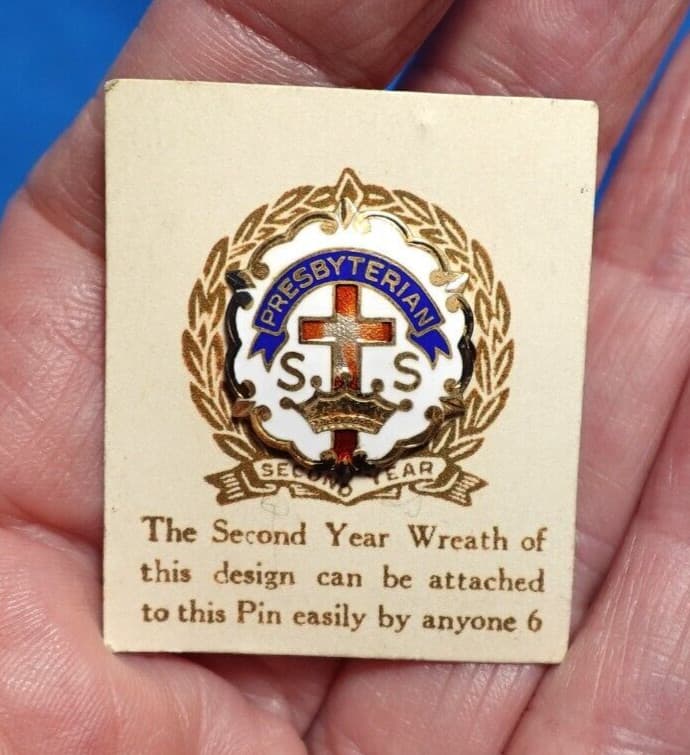 PRESBYTERIAN
S S
SECOND YEAR
The Second Year Wreath of
this design can be attached
to this Pin easily by anyone 6